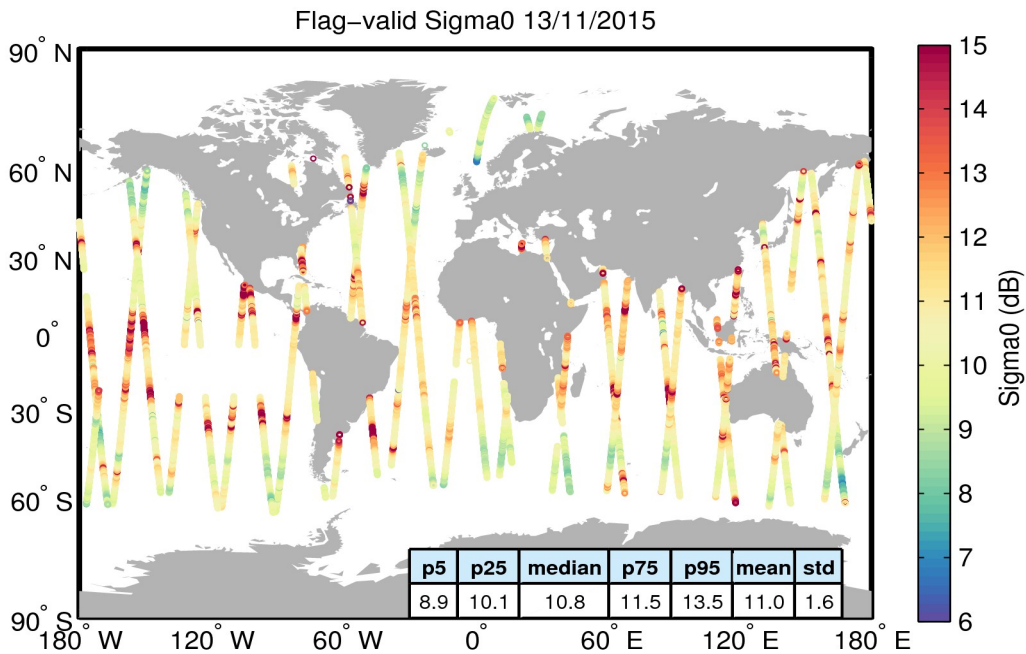 Flag−valid Sigma0 13/11/2015
90° N
60° N
30° N
0°
30° S
60° S
90° S
180° W
120° W
60° W
0°
60° E
120° E
180° E
p5 p25 median p75 p95 mean std
8.9 10.1 10.8 11.5 13.5 11.0 1.6
15
14
13
12
11
10
9
8
7
6
Sigma0 (dB)